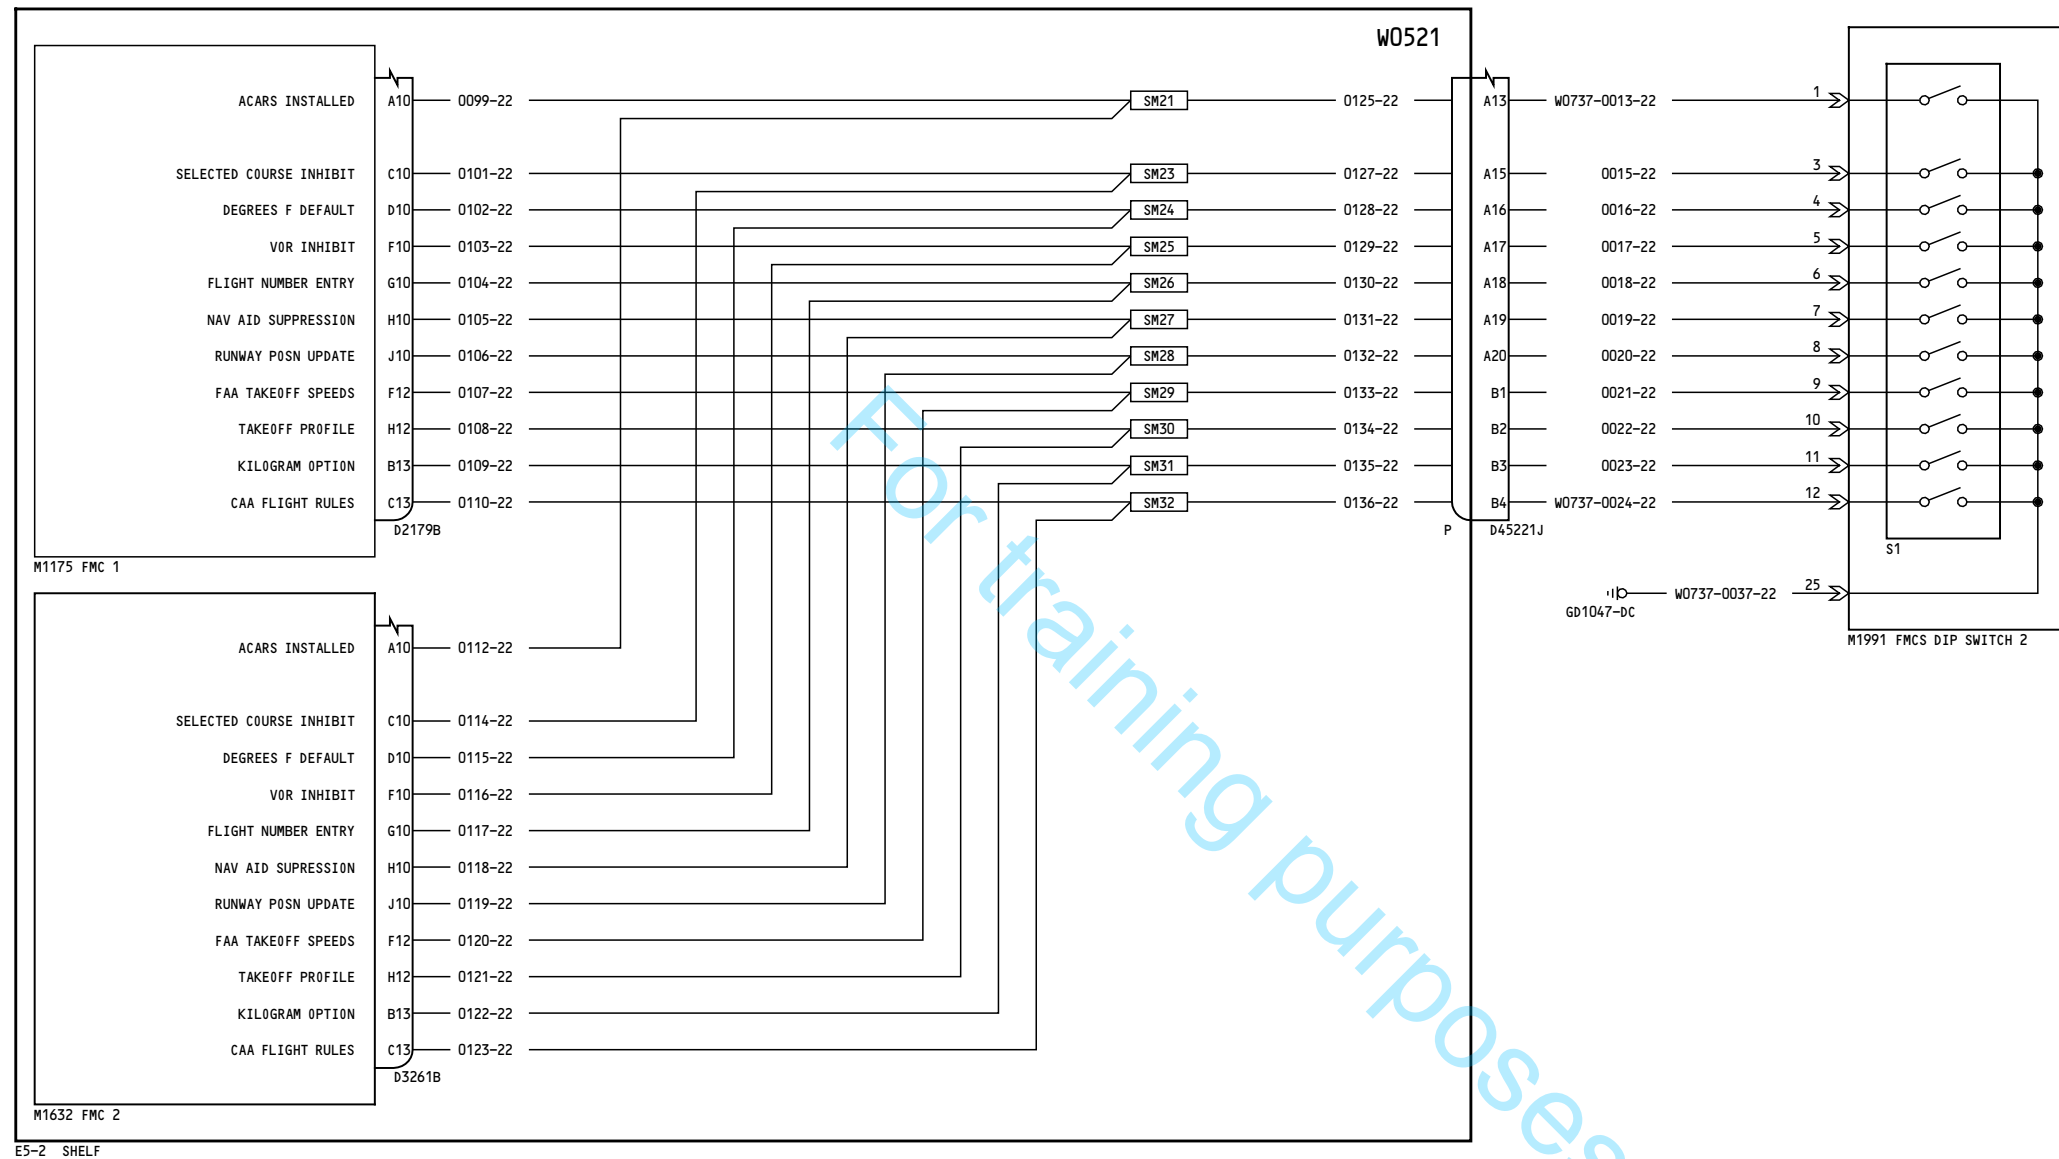 W0521
ACARS INSTALLED A10 0099-22 SM21 0125-22 A13 W0737-0013-22 1
SELECTED COURSE INHIBIT C10 0101-22 SM23 0127-22 A15 0015-22 3
DEGREES F DEFAULT D10 0102-22 SM24 0128-22 A16 0016-22 4
VOR INHIBIT F10 0103-22 SM25 0129-22 A17 0017-22 5
FLIGHT NUMBER ENTRY G10 0104-22 SM26 0130-22 A18 0018-22 6
NAV AID SUPPRESSION H10 0105-22 SM27 0131-22 A19 0019-22 7
RUNWAY POSN UPDATE J10 0106-22 SM28 0132-22 A20 0020-22 8
FAA TAKEOFF SPEEDS F12 0107-22 SM29 0133-22 B1 0021-22 9
TAKEOFF PROFILE H12 0108-22 SM30 0134-22 B2 0022-22 10
KILOGRAM OPTION B13 0109-22 SM31 0135-22 B3 0023-22 11
CAA FLIGHT RULES C13 0110-22 SM32 0136-22 B4 W0737-0024-22 12
D2179B P D45221J S1
M1175 FMC 1
W0737-0037-22 25
GD1047-DC
M1991 FMCS DIP SWITCH 2
ACARS INSTALLED A10 0112-22
SELECTED COURSE INHIBIT C10 0114-22
DEGREES F DEFAULT D10 0115-22
VOR INHIBIT F10 0116-22
FLIGHT NUMBER ENTRY G10 0117-22
NAV AID SUPRESSION H10 0118-22
RUNWAY POSN UPDATE J10 0119-22
FAA TAKEOFF SPEEDS F12 0120-22
TAKEOFF PROFILE H12 0121-22
KILOGRAM OPTION B13 0122-22
CAA FLIGHT RULES C13 0123-22
D3261B
M1632 FMC 2
E5-2 SHELF
For training purposes